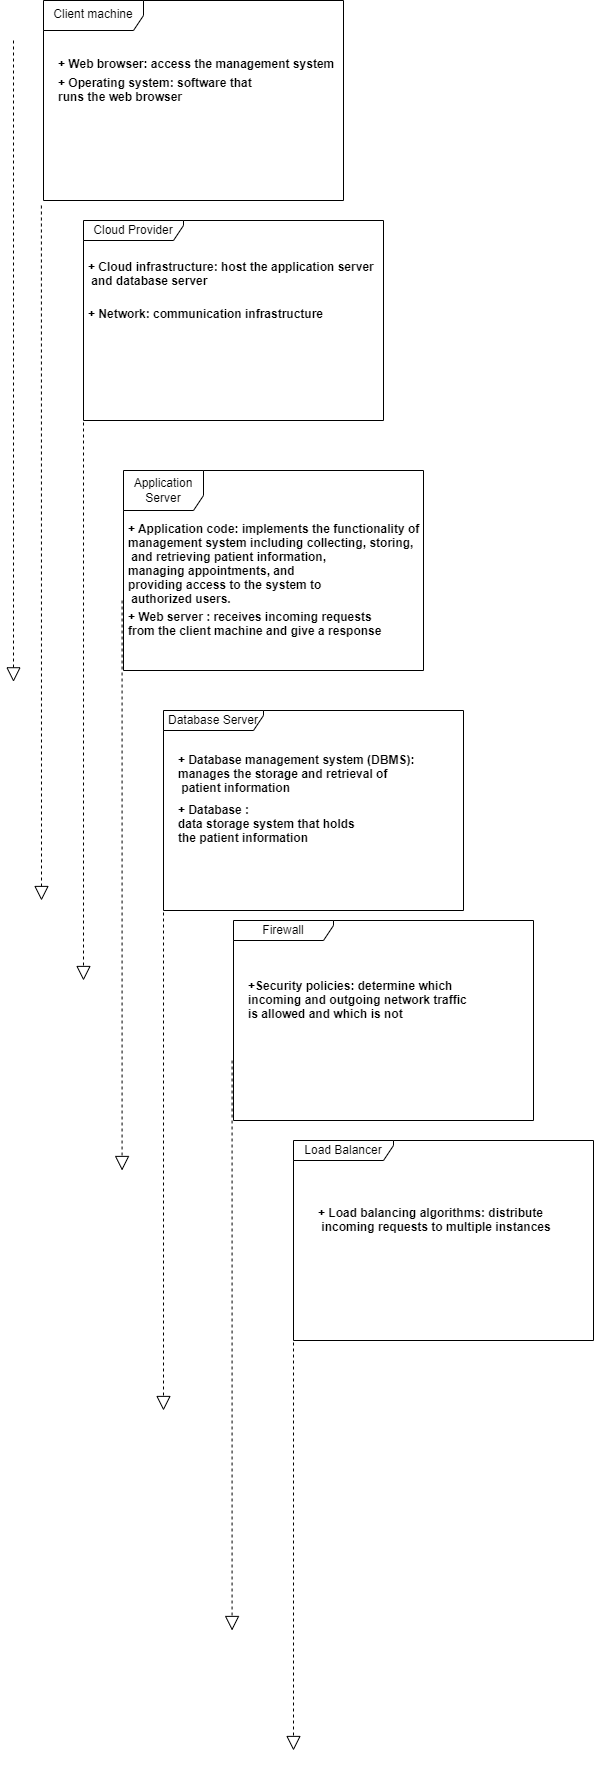 Client machine
+ Web browser: access the management system
+ Operating system: software that
runs the web browser
Cloud Provider
+ Cloud infrastructure: host the application server
and database server
+ Network: communication infrastructure
Application
Server
+ Application code: implements the functionality of
management system including collecting, storing,
and retrieving patient information,
managing appointments, and
providing access to the system to
authorized users.
+ Web server : receives incoming requests
from the client machine and give a response
Database Server
+ Database management system (DBMS):
manages the storage and retrieval of
patient information
+ Database :
data storage system that holds
the patient information
Firewall
+Security policies: determine which
incoming and outgoing network traffic
is allowed and which is not
Load Balancer
+ Load balancing algorithms: distribute
incoming requests to multiple instances